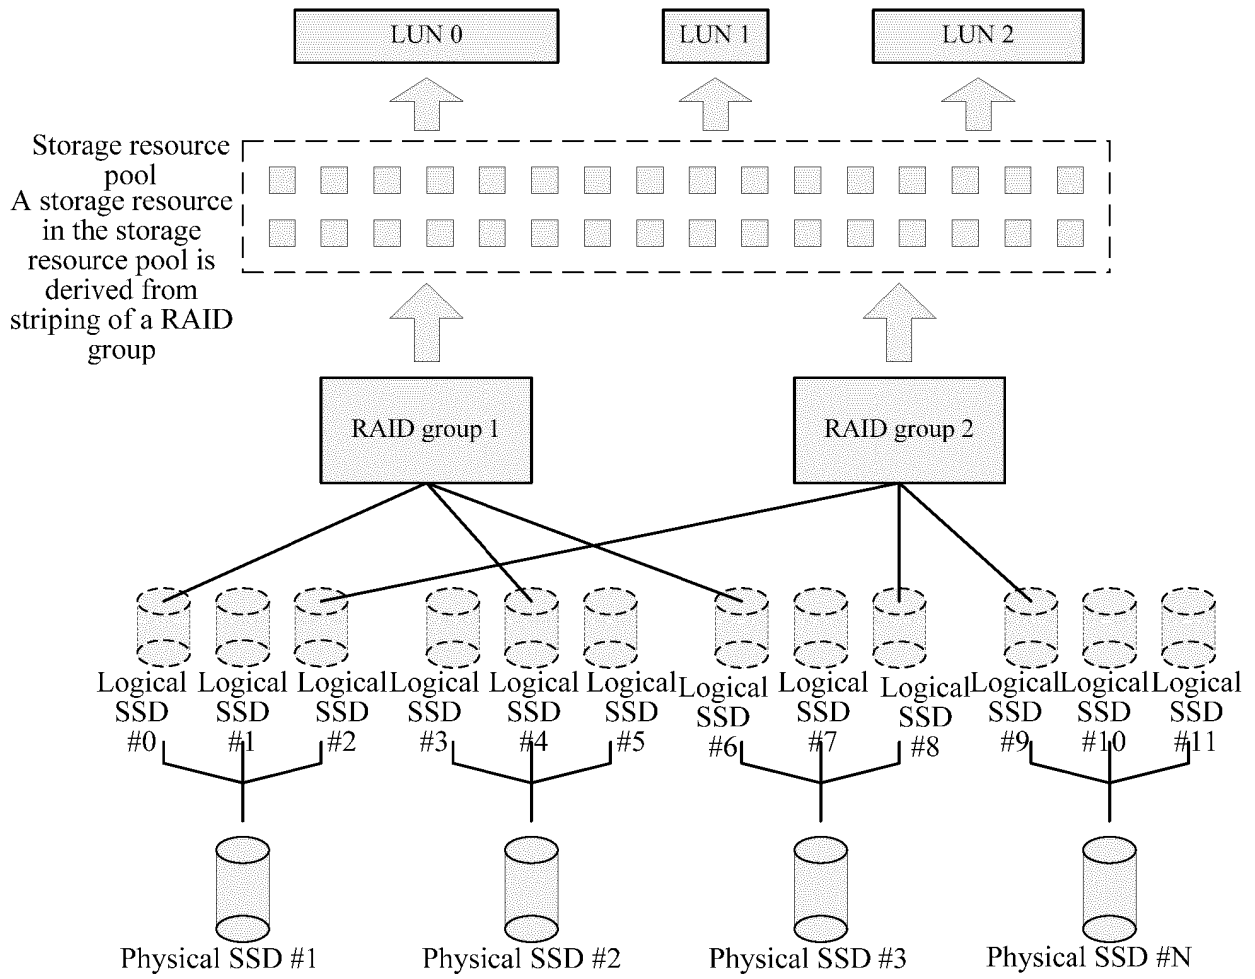 LUN 0
LUN 1
LUN 2
Storage resource
pool
A storage resource
in the storage
resource pool is
derived from
striping of a RAID
group
RAID group 1
RAID group 2
Logical
SSD
#0
Logical
SSD
#1
Logical
SSD
#2
Logical
SSD
#3
Logical
SSD
#4
Logical
SSD
#5
Logical
SSD
#6
Logical
SSD
#7
Logical
SSD
#8
Logical
SSD
#9
Logical
SSD
#10
Logical
SSD
#11
Physical SSD #1
Physical SSD #2
Physical SSD #3
Physical SSD #N